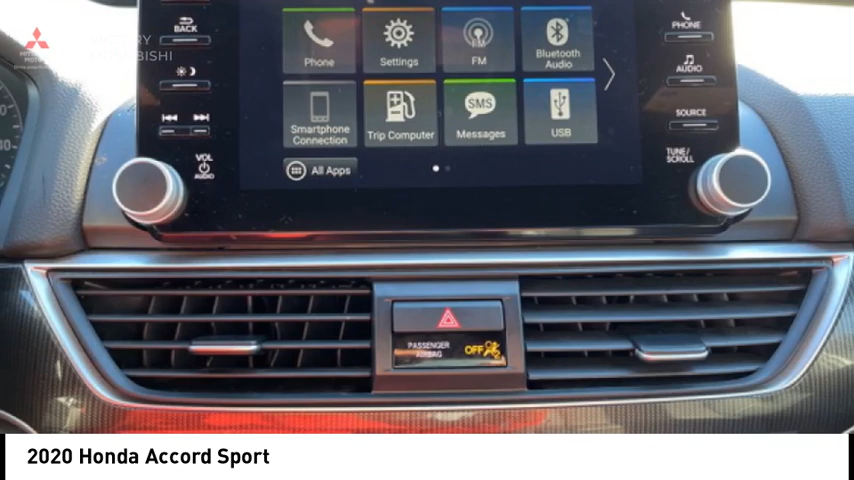 BACK
PHONE
Phone
Settings
FM
Bluetooth
Audio
AUDIO
Smartphone
Connection
Trip Computer
SMS
Messages
USB
SOURCE
VOL
AUDIO
All Apps
TUNE/
SCROLL
PASSENGER
AIRBAG
OFF
2020 Honda Accord Sport